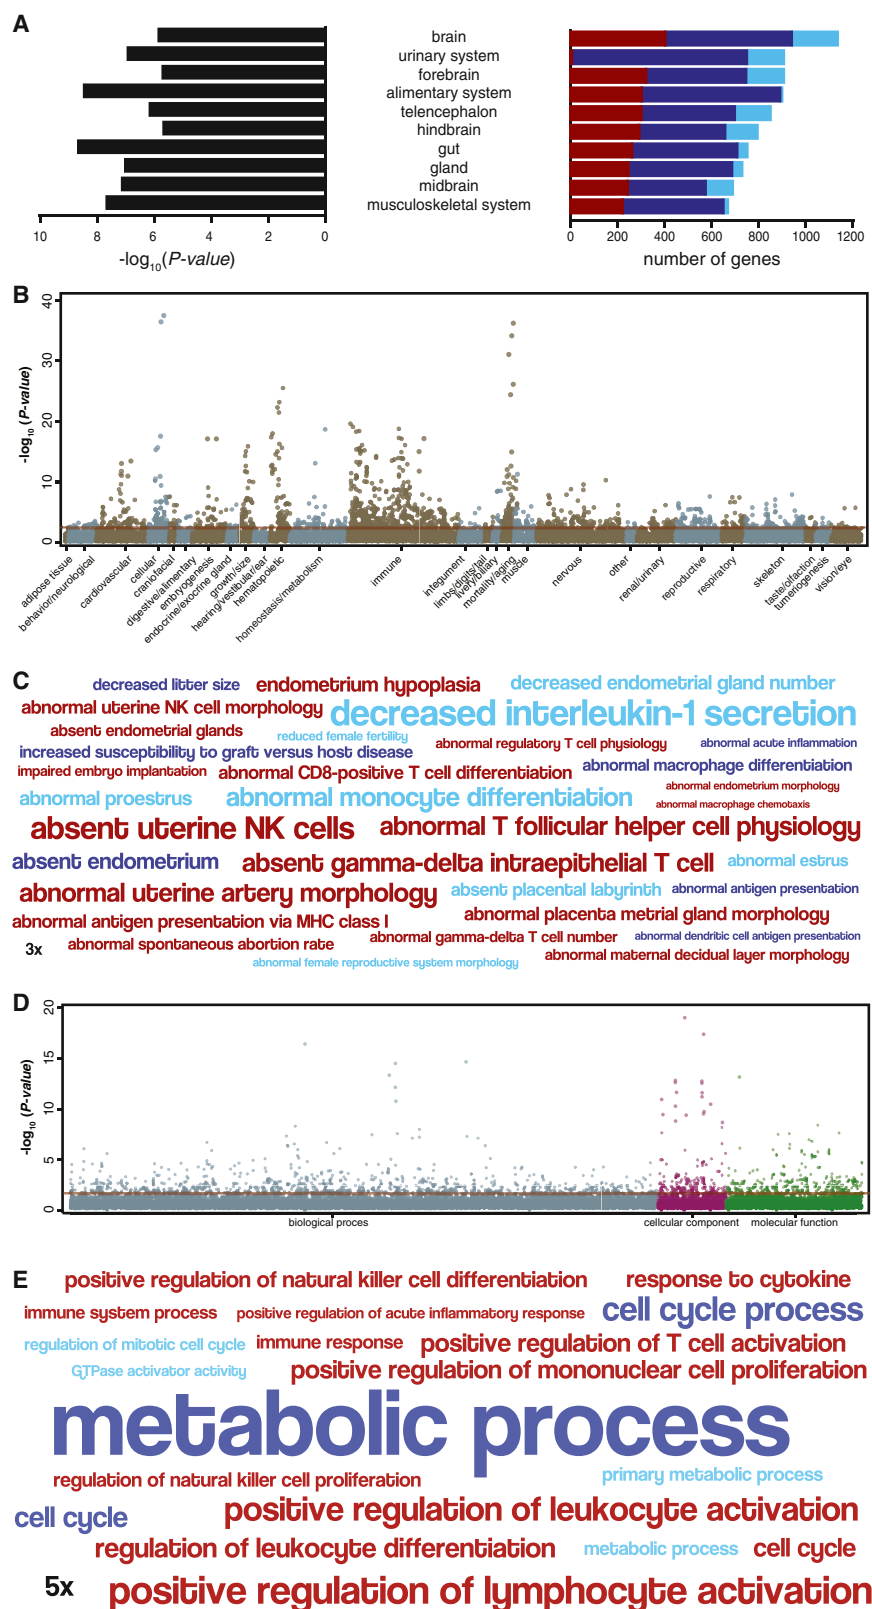 A
brain
urinary system
forebrain
alimentary system
telencephalon
hindbrain
gut
gland
midbrain
musculoskeletal system
10 8 6 4 2 0
-log10(P-value)
0 200 400 600 800 1000 1200
number of genes
B
40
30
20
10
0
-log10 (P-value)
adipose tissue
behavior/neurological
cardiovascular
cellular
craniofacial
digestive/alimentary
embryogenesis
endocrine/exocrine gland
growth/size
hearing/vestibular/ear
hematopoietic
homeostasis/metabolism
immune
integument
limbs/digits/tail
liver/biliary
mortality/aging
muscle
nervous
other
renal/urinary
reproductive
respiratory
skeleton
taste/olfaction
tumerigenesis
vision/eye
C
decreased litter size endometrium hypoplasia decreased endometrial gland number
abnormal uterine NK cell morphology decreased interleukin-1 secretion
absent endometrial glands reduced female fertility
abnormal regulatory T cell physiology abnormal acute inflammation
increased susceptibility to graft versus host disease
impaired embryo implantation abnormal CD8-positive T cell differentiation abnormal macrophage differentiation
abnormal endometrium morphology
abnormal proestrus abnormal monocyte differentiation abnormal macrophage chemotaxis
absent uterine NK cells abnormal T follicular helper cell physiology
absent endometrium absent gamma-delta intraepithelial T cell abnormal estrus
abnormal uterine artery morphology absent placental labyrinth abnormal antigen presentation
abnormal antigen presentation via MHC class I abnormal placenta metrial gland morphology
3x abnormal spontaneous abortion rate abnormal gamma-delta T cell number abnormal dendritic cell antigen presentation
abnormal female reproductive system morphology abnormal maternal decidual layer morphology
D
20
15
10
5
0
-log10 (P-value)
biological proces cellcular component molecular function
E
positive regulation of natural killer cell differentiation response to cytokine
immune system process positive regulation of acute inflammatory response cell cycle process
regulation of mitotic cell cycle immune response positive regulation of T cell activation
GTPase activator activity positive regulation of mononuclear cell proliferation
metabolic process
regulation of natural killer cell proliferation primary metabolic process
cell cycle positive regulation of leukocyte activation
regulation of leukocyte differentiation metabolic process cell cycle
5x positive regulation of lymphocyte activation